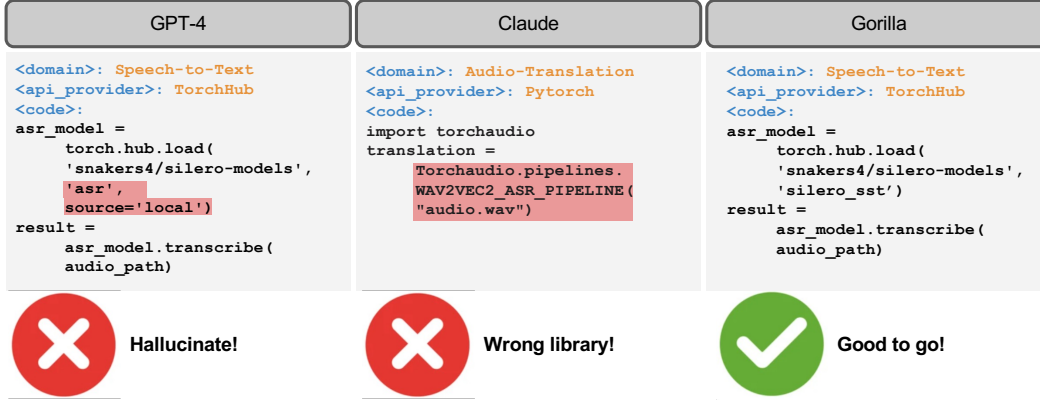 GPT-4
<domain>: Speech-to-Text
<api_provider>: TorchHub
<code>:
asr_model =
torch.hub.load(
'snakers4/silero-models',
'asr',
source='local')
result =
asr_model.transcribe(
audio_path)
Hallucinate!
Claude
<domain>: Audio-Translation
<api_provider>: Pytorch
<code>:
import torchaudio
translation =
Torchaudio.pipelines.
WAV2VEC2_ASR_PIPELINE(
"audio.wav")
Wrong library!
Gorilla
<domain>: Speech-to-Text
<api_provider>: TorchHub
<code>:
asr_model =
torch.hub.load(
'snakers4/silero-models',
'silero_sst’)
result =
asr_model.transcribe(
audio_path)
Good to go!